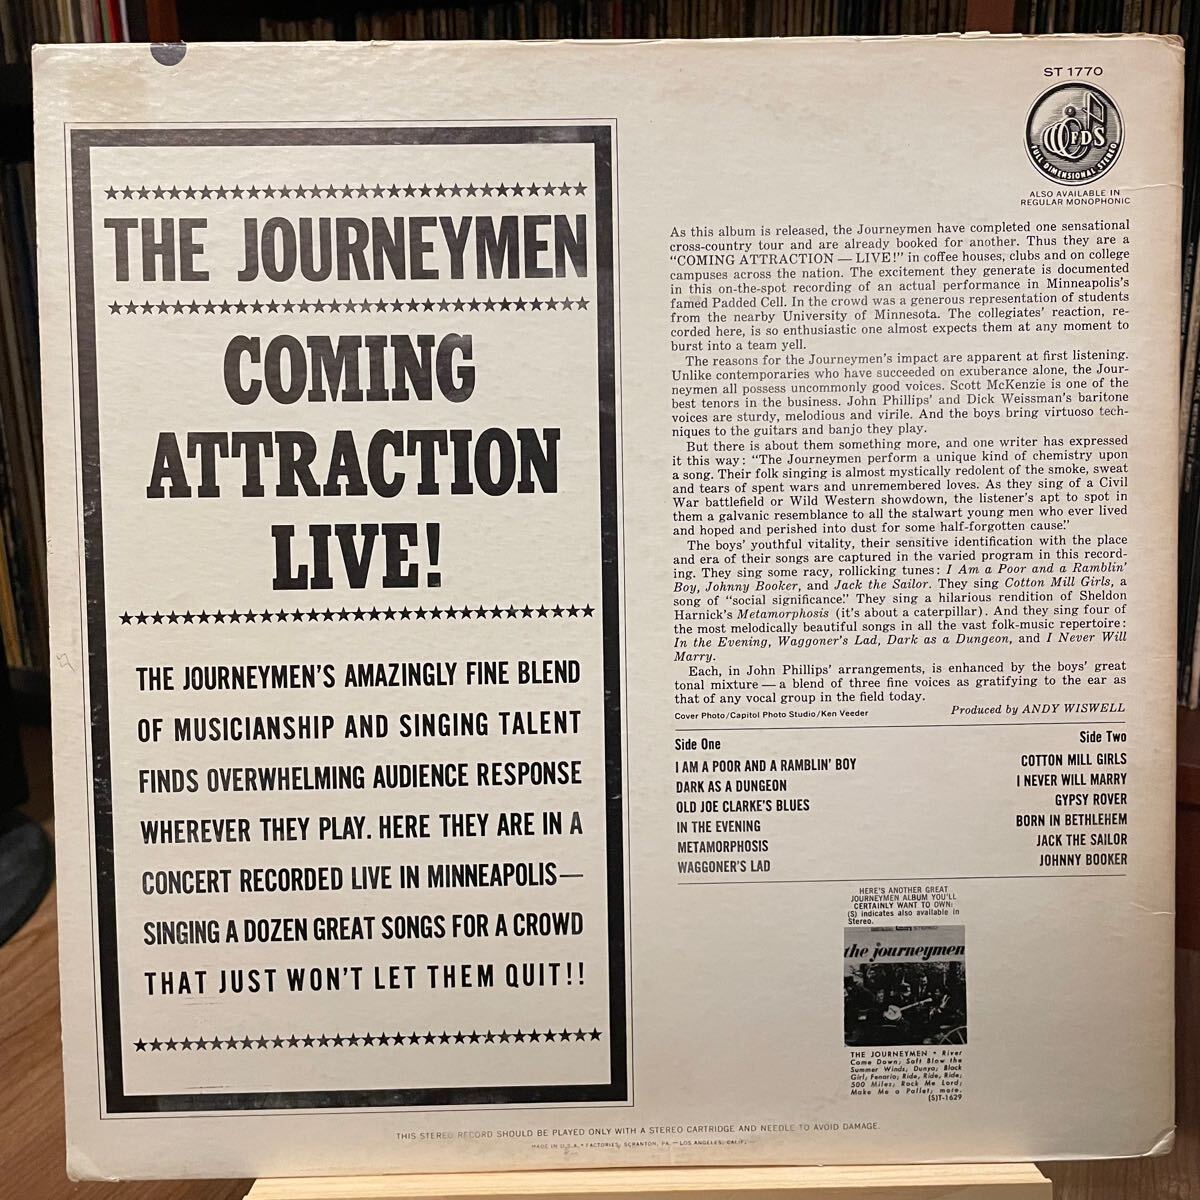 ST 1770
FDS
FULL DIMENSIONAL STEREO
ALSO AVAILABLE IN
REGULAR MONOPHONIC
THE JOURNEYMEN
COMING
ATTRACTION
LIVE!
THE JOURNEYMEN'S AMAZINGLY FINE BLEND
OF MUSICIANSHIP AND SINGING TALENT
FINDS OVERWHELMING AUDIENCE RESPONSE
WHEREVER THEY PLAY. HERE THEY ARE IN A
CONCERT RECORDED LIVE IN MINNEAPOLIS—
SINGING A DOZEN GREAT SONGS FOR A CROWD
THAT JUST WON'T LET THEM QUIT!!
As this album is released, the Journeymen have completed one sensational
cross-country tour and are already booked for another. Thus they are a
“COMING ATTRACTION — LIVE!” in coffee houses, clubs and on college
campuses across the nation. The excitement they generate is documented
in this on-the-spot recording of an actual performance in Minneapolis's
famed Padded Cell. In the crowd was a generous representation of students
from the nearby University of Minnesota. The collegiates' reaction, re-
corded here, is so enthusiastic one almost expects them at any moment to
burst into a team yell.
The reasons for the Journeymen's impact are apparent at first listening.
Unlike contemporaries who have succeeded on exuberance alone, the Jour-
neymen all possess uncommonly good voices. Scott McKenzie is one of the
best tenors in the business. John Phillips' and Dick Weissman's baritone
voices are sturdy, melodious and virile. And the boys bring virtuoso tech-
niques to the guitars and banjo they play.
But there is about them something more, and one writer has expressed
it this way: “The Journeymen perform a unique kind of chemistry upon
a song. Their folk singing is almost mystically redolent of the smoke, sweat
and tears of spent wars and unremembered loves. As they sing of a Civil
War battlefield or Wild Western showdown, the listener's apt to spot in
them a galvanic resemblance to all the stalwart young men who ever lived
and hoped and perished into dust for some half-forgotten cause.”
The boys' youthful vitality, their sensitive identification with the place
and era of their songs are captured in the varied program in this record-
ing. They sing some racy, rollicking tunes: I Am a Poor and a Ramblin'
Boy, Johnny Booker, and Jack the Sailor. They sing Cotton Mill Girls, a
song of “social significance.” They sing a hilarious rendition of Sheldon
Harnick's Metamorphosis (it's about a caterpillar). And they sing four of
the most melodically beautiful songs in all the vast folk-music repertoire:
In the Evening, Waggoner's Lad, Dark as a Dungeon, and I Never Will
Marry.
Each, in John Phillips' arrangements, is enhanced by the boys' great
tonal mixture — a blend of three fine voices as gratifying to the ear as
that of any vocal group in the field today.
Cover Photo/Capitol Photo Studio/Ken Veeder
Produced by ANDY WISWELL
Side One
I AM A POOR AND A RAMBLIN' BOY
DARK AS A DUNGEON
OLD JOE CLARKE'S BLUES
IN THE EVENING
METAMORPHOSIS
WAGGONER'S LAD
Side Two
COTTON MILL GIRLS
I NEVER WILL MARRY
GYPSY ROVER
BORN IN BETHLEHEM
JACK THE SAILOR
JOHNNY BOOKER
HERE'S ANOTHER GREAT
JOURNEYMEN ALBUM YOU'LL
CERTAINLY WANT TO OWN:
(S) indicates also available in
Stereo.
the journeymen
THE JOURNEYMEN • River
Come Down; Soft Blow the
Summer Winds; Dunya; Black
Girl; Fenario; Ride, Ride, Ride;
500 Miles; Rock Me Lord;
Make Me a Pallet; more.
(S)T-1629
THIS STEREO RECORD SHOULD BE PLAYED ONLY WITH A STEREO CARTRIDGE AND NEEDLE TO AVOID DAMAGE.
MADE IN U.S.A. • FACTORIES: SCRANTON, PA. — LOS ANGELES, CALIF.